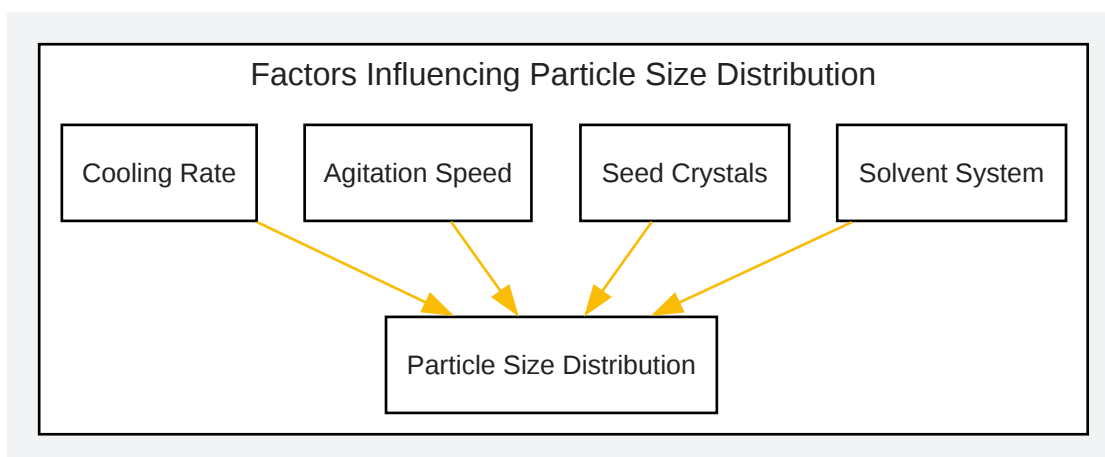 Factors Influencing Particle Size Distribution
Cooling Rate
Agitation Speed
Seed Crystals
Solvent System
Particle Size Distribution